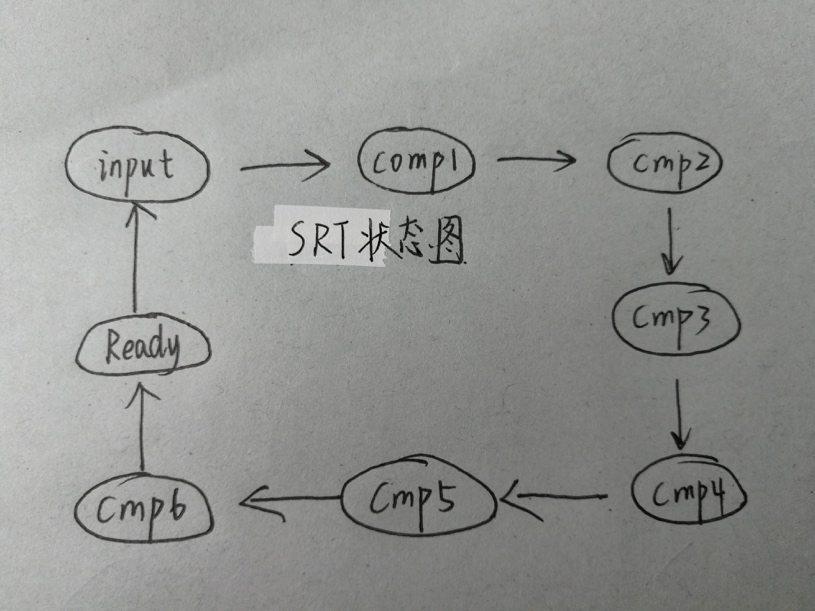 input
comp1
Cmp2
SRT状态图
Cmp3
Ready
Cmp4
Cmp5
Cmp6